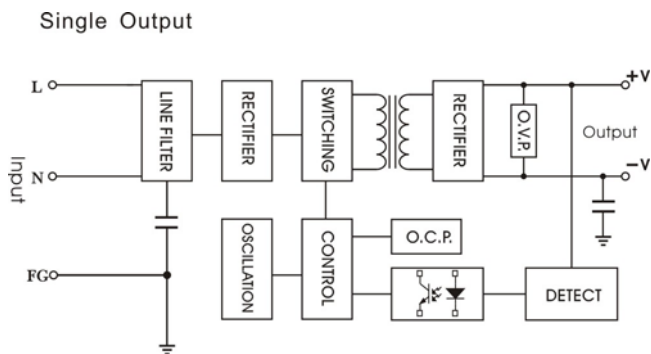 Single Output
L
LINE FILTER
RECTIFIER
SWITCHING
RECTIFIER
O.V.P.
+V
Output
-V
Input
N
OSCILLATION
CONTROL
O.C.P.
FG
DETECT